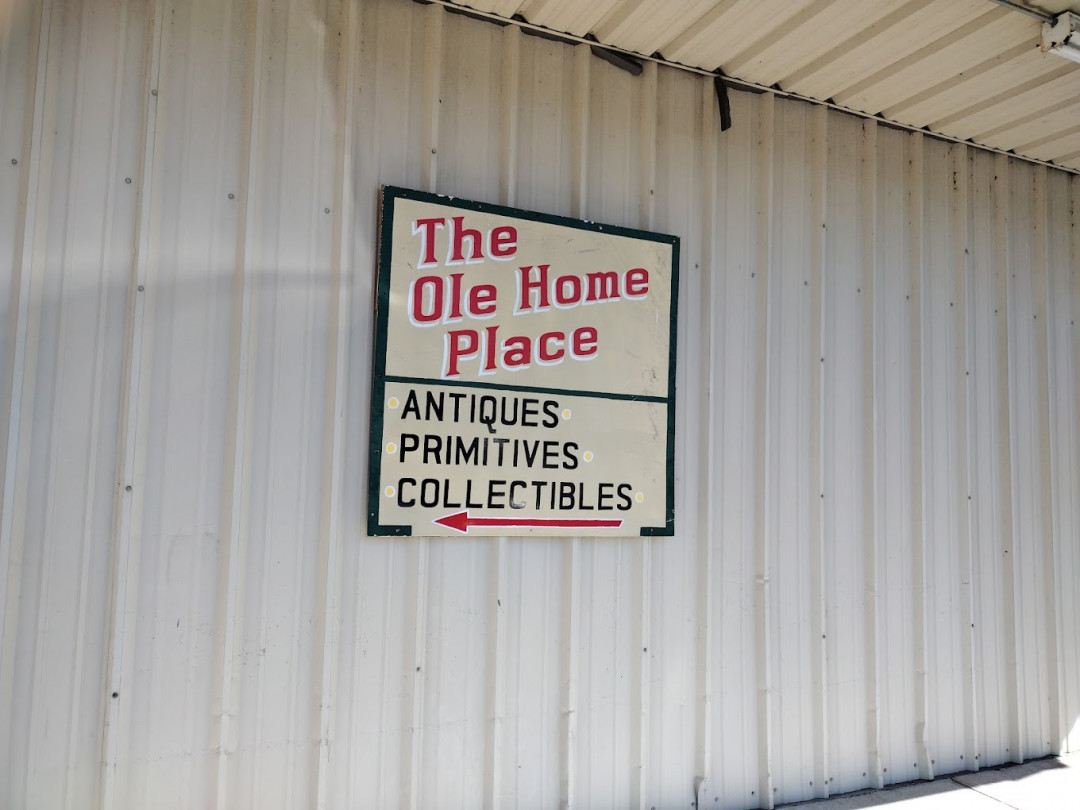 The
Ole Home
Place
ANTIQUES
PRIMITIVES
COLLECTIBLES